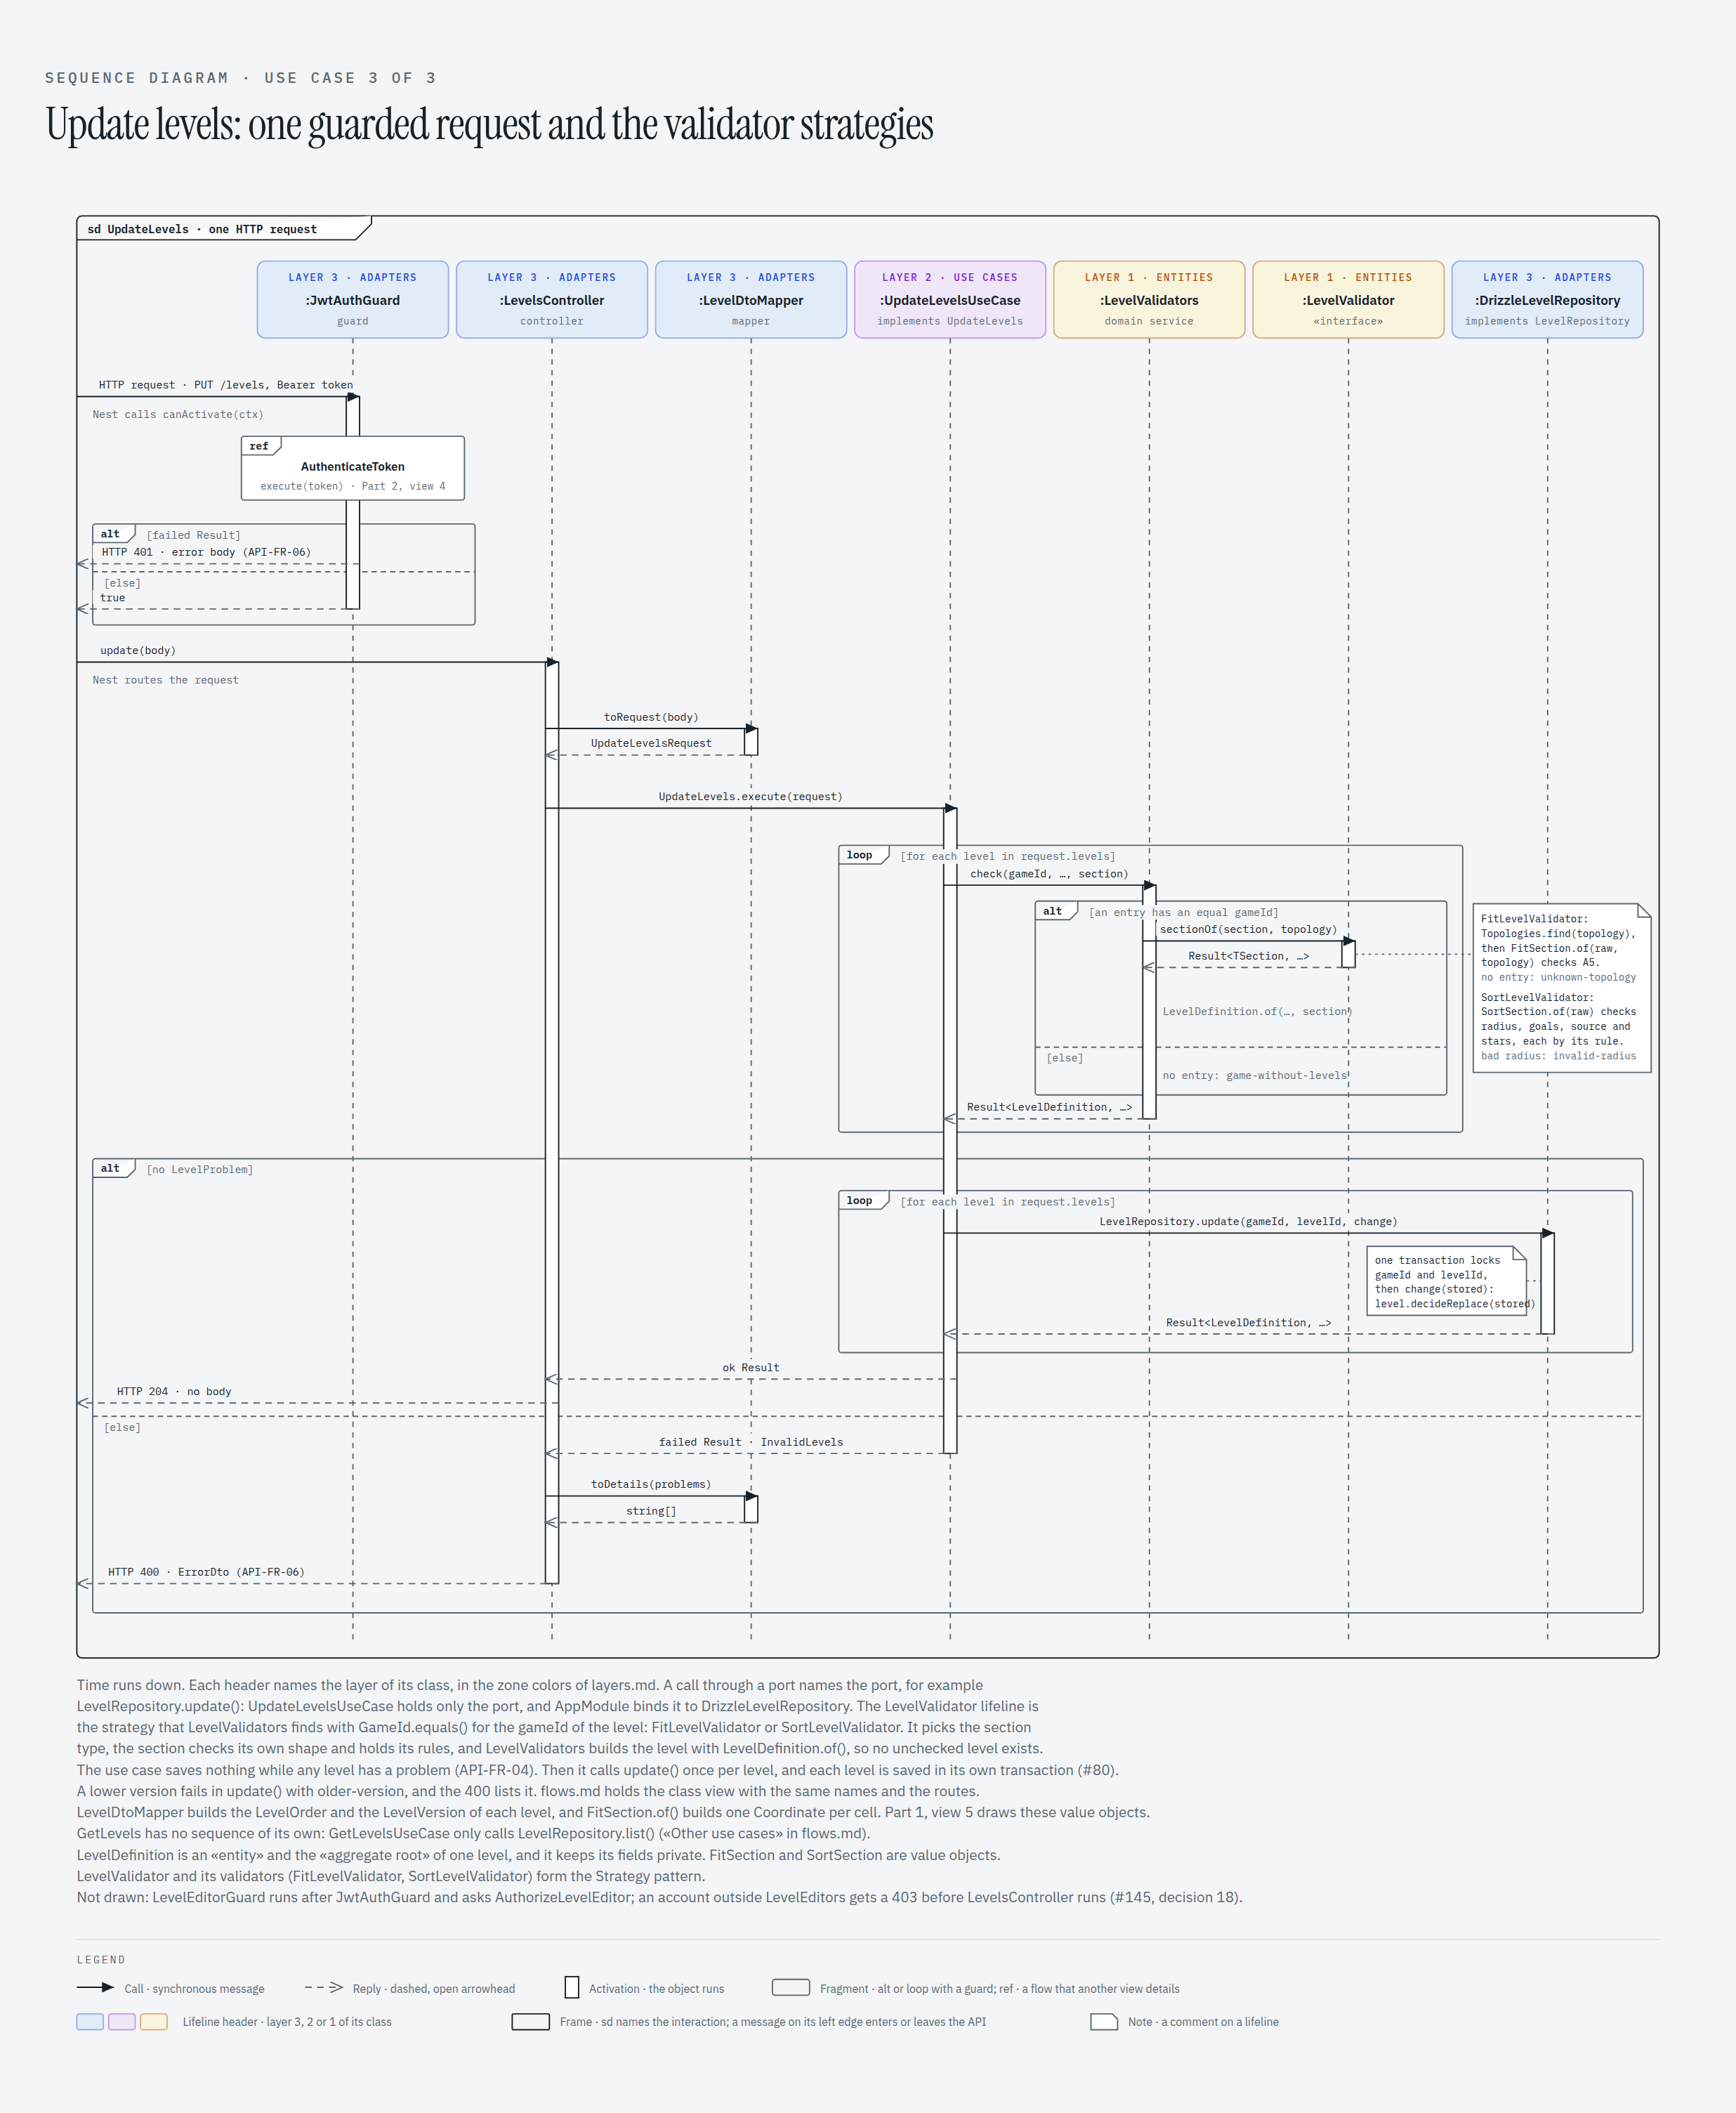 SEQUENCE DIAGRAM · USE CASE 3 OF 3
Update levels: one guarded request and the validator strategies
sd UpdateLevels · one HTTP request
LAYER 3 · ADAPTERS
:JwtAuthGuard
guard
LAYER 3 · ADAPTERS
:LevelsController
controller
LAYER 3 · ADAPTERS
:LevelDtoMapper
mapper
LAYER 2 · USE CASES
:UpdateLevelsUseCase
implements UpdateLevels
LAYER 1 · ENTITIES
:LevelValidators
domain service
LAYER 1 · ENTITIES
:LevelValidator
«interface»
LAYER 3 · ADAPTERS
:DrizzleLevelRepository
implements LevelRepository
HTTP request · PUT /levels, Bearer token
Nest calls canActivate(ctx)
ref
AuthenticateToken
execute(token) · Part 2, view 4
alt
[failed Result]
HTTP 401 · error body (API-FR-06)
[else]
true
update(body)
Nest routes the request
toRequest(body)
UpdateLevelsRequest
UpdateLevels.execute(request)
loop
[for each level in request.levels]
check(gameId, …, section)
alt
[an entry has an equal gameId]
sectionOf(section, topology)
Result<TSection, …>
LevelDefinition.of(…, section)
[else]
no entry: game-without-levels
Result<LevelDefinition, …>
FitLevelValidator:
Topologies.find(topology),
then FitSection.of(raw,
topology) checks A5.
no entry: unknown-topology
SortLevelValidator:
SortSection.of(raw) checks
radius, goals, source and
stars, each by its rule.
bad radius: invalid-radius
alt
[no LevelProblem]
loop
[for each level in request.levels]
LevelRepository.update(gameId, levelId, change)
one transaction locks
gameId and levelId,
then change(stored):
level.decideReplace(stored)
Result<LevelDefinition, …>
ok Result
HTTP 204 · no body
[else]
failed Result · InvalidLevels
toDetails(problems)
string[]
HTTP 400 · ErrorDto (API-FR-06)
Time runs down. Each header names the layer of its class, in the zone colors of layers.md. A call through a port names the port, for example
LevelRepository.update(): UpdateLevelsUseCase holds only the port, and AppModule binds it to DrizzleLevelRepository. The LevelValidator lifeline is
the strategy that LevelValidators finds with GameId.equals() for the gameId of the level: FitLevelValidator or SortLevelValidator. It picks the section
type, the section checks its own shape and holds its rules, and LevelValidators builds the level with LevelDefinition.of(), so no unchecked level exists.
The use case saves nothing while any level has a problem (API-FR-04). Then it calls update() once per level, and each level is saved in its own transaction (#80).
A lower version fails in update() with older-version, and the 400 lists it. flows.md holds the class view with the same names and the routes.
LevelDtoMapper builds the LevelOrder and the LevelVersion of each level, and FitSection.of() builds one Coordinate per cell. Part 1, view 5 draws these value objects.
GetLevels has no sequence of its own: GetLevelsUseCase only calls LevelRepository.list() («Other use cases» in flows.md).
LevelDefinition is an «entity» and the «aggregate root» of one level, and it keeps its fields private. FitSection and SortSection are value objects.
LevelValidator and its validators (FitLevelValidator, SortLevelValidator) form the Strategy pattern.
Not drawn: LevelEditorGuard runs after JwtAuthGuard and asks AuthorizeLevelEditor; an account outside LevelEditors gets a 403 before LevelsController runs (#145, decision 18).
LEGEND
Call · synchronous message
Reply · dashed, open arrowhead
Activation · the object runs
Fragment · alt or loop with a guard; ref · a flow that another view details
Lifeline header · layer 3, 2 or 1 of its class
Frame · sd names the interaction; a message on its left edge enters or leaves the API
Note · a comment on a lifeline